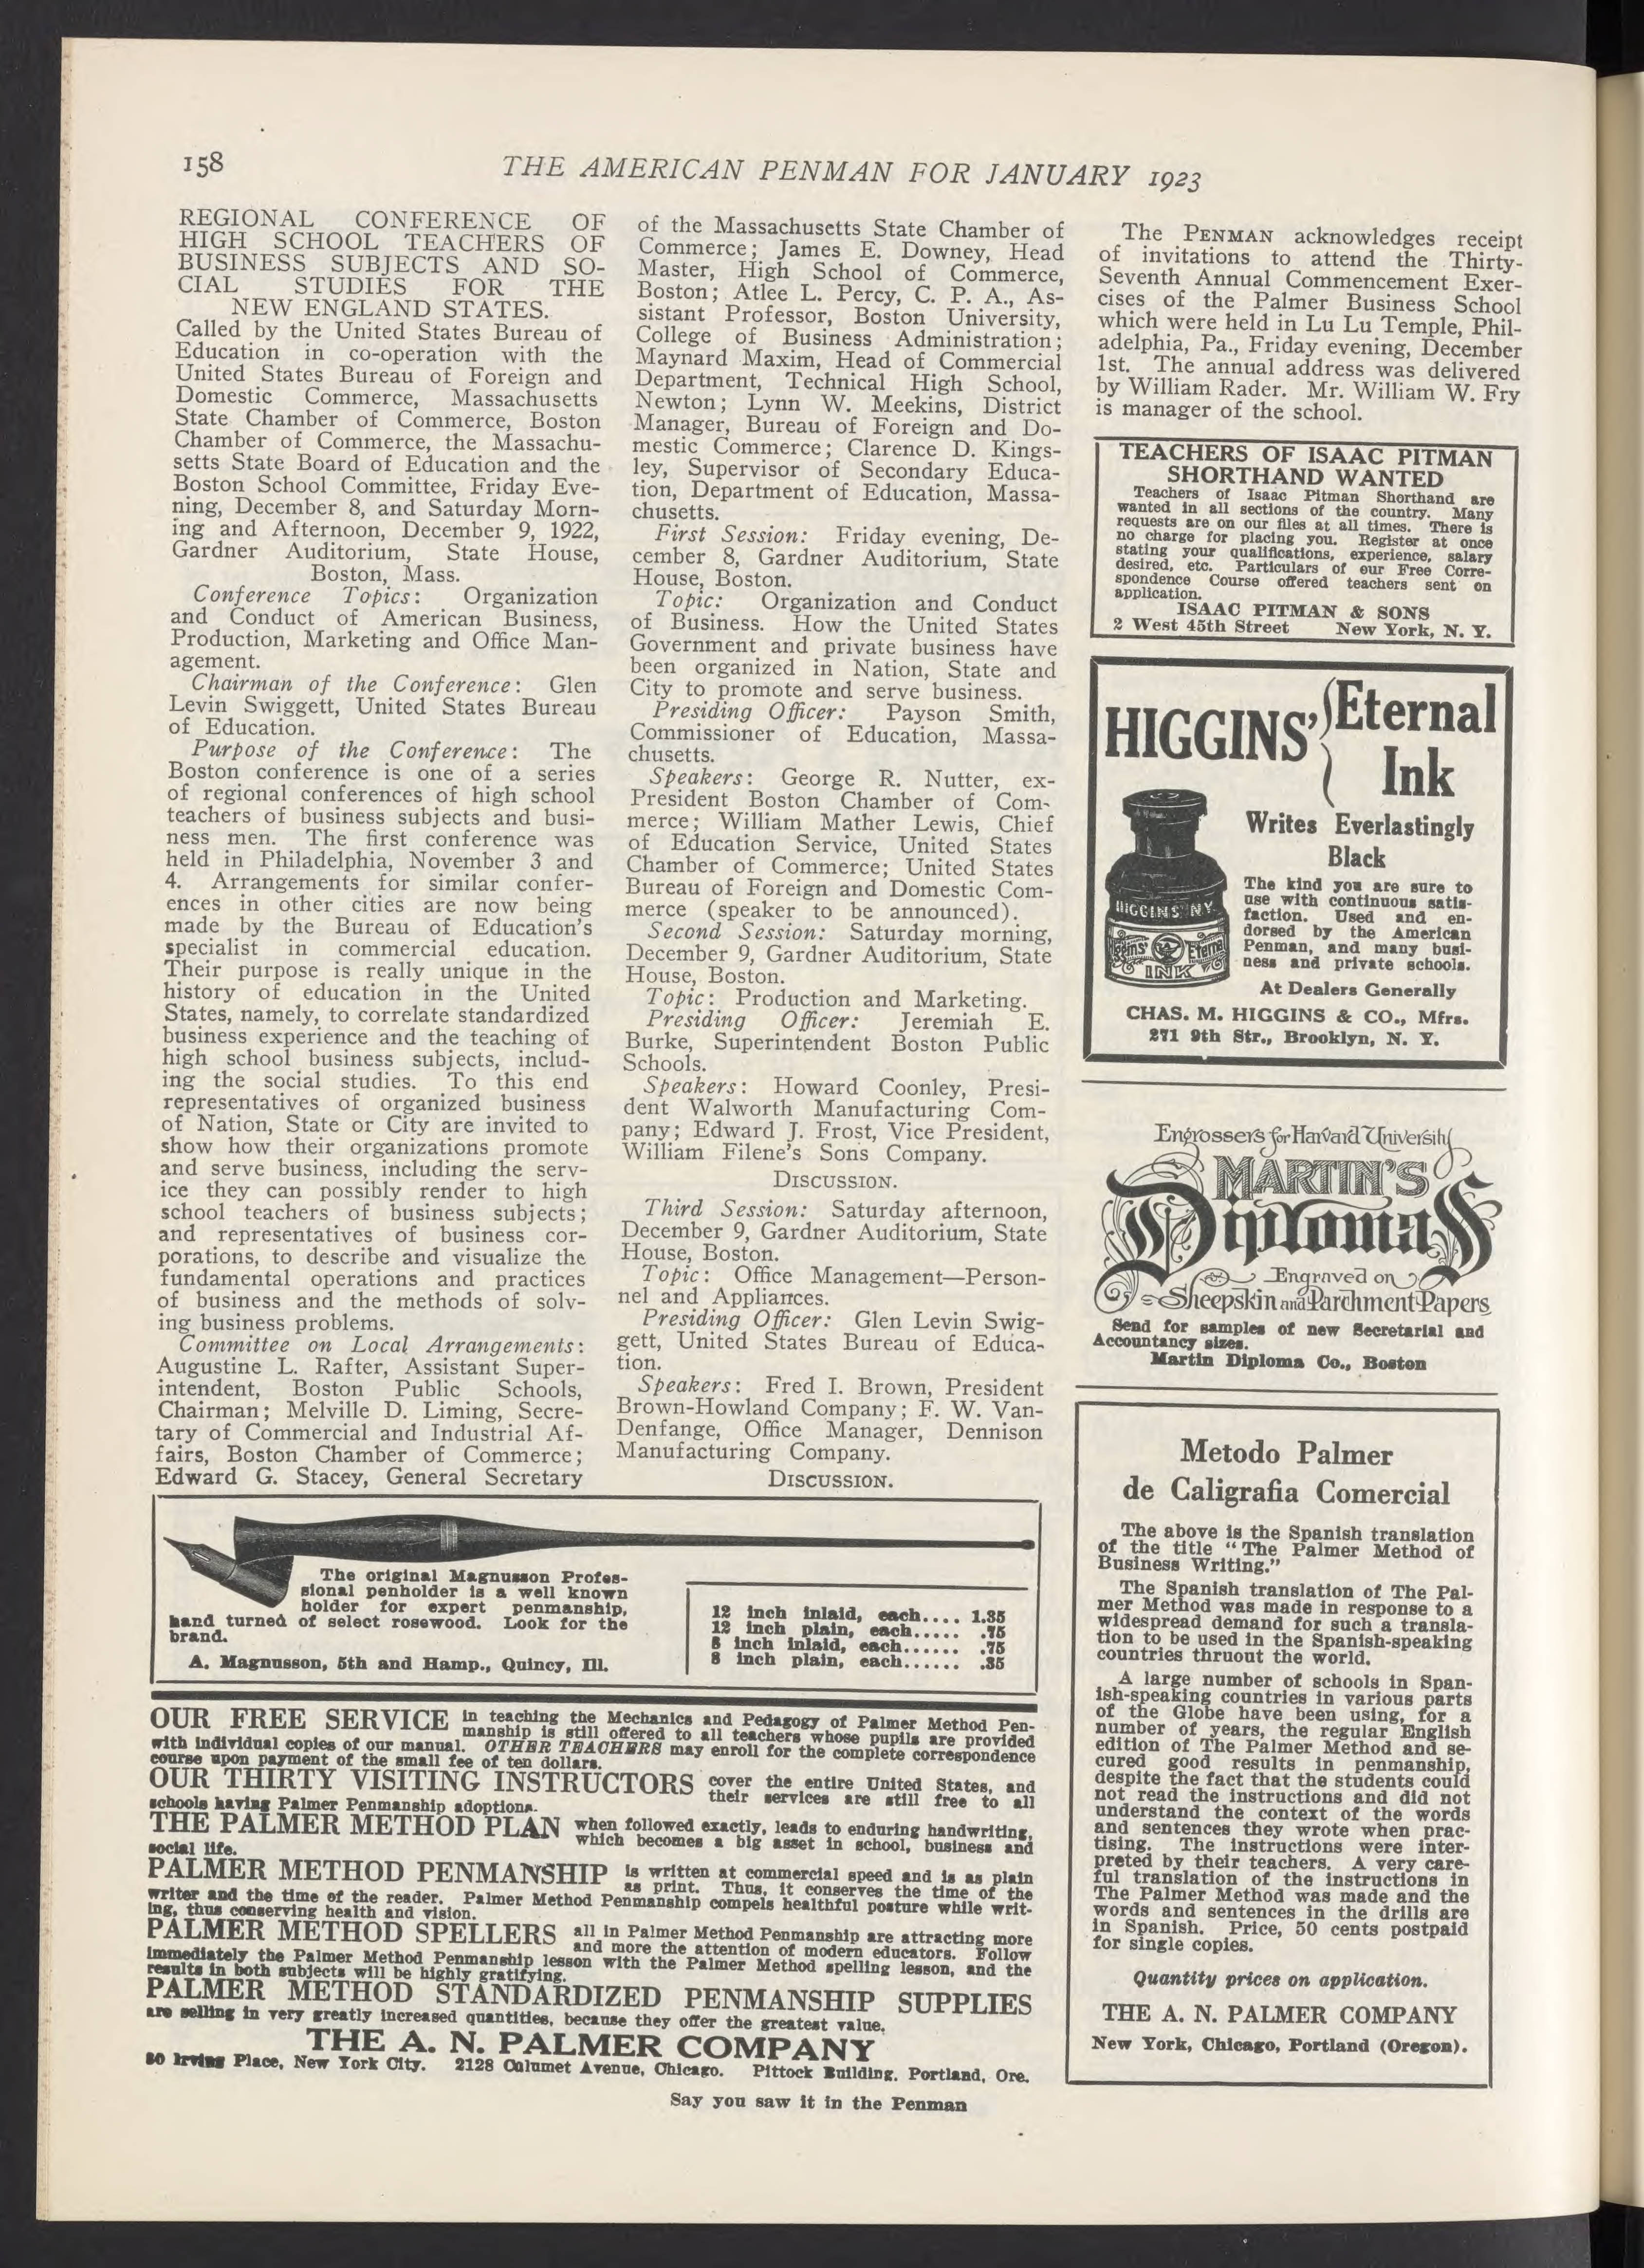 158
THE AMERICAN PENMAN FOR JANUARY 1923
REGIONAL CONFERENCE OF
HIGH SCHOOL TEACHERS OF
BUSINESS SUBJECTS AND SO-
CIAL STUDIES FOR THE
NEW ENGLAND STATES.
Called by the United States Bureau of
Education in co-operation with the
United States Bureau of Foreign and
Domestic Commerce, Massachusetts
State Chamber of Commerce, Boston
Chamber of Commerce, the Massachu-
setts State Board of Education and the
Boston School Committee, Friday Eve-
ning, December 8, and Saturday Morn-
ing and Afternoon, December 9, 1922,
Gardner Auditorium, State House,
Boston, Mass.
Conference Topics: Organization
and Conduct of American Business,
Production, Marketing and Office Man-
agement.
Chairman of the Conference: Glen
Levin Swiggett, United States Bureau
of Education.
Purpose of the Conference: The
Boston conference is one of a series
of regional conferences of high school
teachers of business subjects and busi-
ness men. The first conference was
held in Philadelphia, November 3 and
4. Arrangements for similar confer-
ences in other cities are now being
made by the Bureau of Education's
specialist in commercial education.
Their purpose is really unique in the
history of education in the United
States, namely, to correlate standardized
business experience and the teaching of
high school business subjects, includ-
ing the social studies. To this end
representatives of organized business
of Nation, State or City are invited to
show how their organizations promote
and serve business, including the serv-
ice they can possibly render to high
school teachers of business subjects;
and representatives of business cor-
porations, to describe and visualize the
fundamental operations and practices
of business and the methods of solv-
ing business problems.
Committee on Local Arrangements:
Augustine L. Rafter, Assistant Super-
intendent, Boston Public Schools,
Chairman; Melville D. Liming, Secre-
tary of Commercial and Industrial Af-
fairs, Boston Chamber of Commerce;
Edward G. Stacey, General Secretary
of the Massachusetts State Chamber of
Commerce; James E. Downey, Head
Master, High School of Commerce,
Boston; Atlee L. Percy, C. P. A., As-
sistant Professor, Boston University,
College of Business Administration;
Maynard Maxim, Head of Commercial
Department, Technical High School,
Newton; Lynn W. Meekins, District
Manager, Bureau of Foreign and Do-
mestic Commerce; Clarence D. Kings-
ley, Supervisor of Secondary Educa-
tion, Department of Education, Massa-
chusetts.
First Session: Friday evening, De-
cember 8, Gardner Auditorium, State
House, Boston.
Topic: Organization and Conduct
of Business. How the United States
Government and private business have
been organized in Nation, State and
City to promote and serve business.
Presiding Officer: Payson Smith,
Commissioner of Education, Massa-
chusetts.
Speakers: George R. Nutter, ex-
President Boston Chamber of Com-
merce; William Mather Lewis, Chief
of Education Service, United States
Chamber of Commerce; United States
Bureau of Foreign and Domestic Com-
merce (speaker to be announced).
Second Session: Saturday morning,
December 9, Gardner Auditorium, State
House, Boston.
Topic: Production and Marketing.
Presiding Officer: Jeremiah E.
Burke, Superintendent Boston Public
Schools.
Speakers: Howard Coonley, Presi-
dent Walworth Manufacturing Com-
pany; Edward J. Frost, Vice President,
William Filene's Sons Company.
DISCUSSION.
Third Session: Saturday afternoon,
December 9, Gardner Auditorium, State
House, Boston.
Topic: Office Management—Person-
nel and Appliances.
Presiding Officer: Glen Levin Swig-
gett, United States Bureau of Educa-
tion.
Speakers: Fred I. Brown, President
Brown-Howland Company; F. W. Van-
Denfange, Office Manager, Dennison
Manufacturing Company.
DISCUSSION.
The PENMAN acknowledges receipt
of invitations to attend the Thirty-
Seventh Annual Commencement Exer-
cises of the Palmer Business School
which were held in Lu Lu Temple, Phil-
adelphia, Pa., Friday evening, December
1st. The annual address was delivered
by William Rader. Mr. William W. Fry
is manager of the school.
TEACHERS OF ISAAC PITMAN
SHORTHAND WANTED
Teachers of Isaac Pitman Shorthand are
wanted in all sections of the country. Many
requests are on our files at all times. There is
no charge for placing you. Register at once
stating your qualifications, experience, salary
desired, etc. Particulars of our Free Corre-
spondence Course offered teachers sent on
application.
ISAAC PITMAN & SONS
2 West 45th Street New York, N. Y.
HIGGINS' Eternal
Ink
Writes Everlastingly
Black
The kind you are sure to
use with continuous satis-
faction. Used and en-
dorsed by the American
Penman, and many busi-
ness and private schools.
HIGGINS NY.
Higgins' Eternal
INK
At Dealers Generally
CHAS. M. HIGGINS & CO., Mfrs.
271 9th Str., Brooklyn, N. Y.
Engrossers for Harvard University
MARTIN'S
Diplomas
Engraved on
Sheepskin and Parchment Papers
Send for samples of new Secretarial and
Accountancy sizes.
Martin Diploma Co., Boston
Metodo Palmer
de Caligrafia Comercial
The above is the Spanish translation
of the title "The Palmer Method of
Business Writing."
The Spanish translation of The Pal-
mer Method was made in response to a
widespread demand for such a transla-
tion to be used in the Spanish-speaking
countries thruout the world.
A large number of schools in Span-
ish-speaking countries in various parts
of the Globe have been using, for a
number of years, the regular English
edition of The Palmer Method and se-
cured good results in penmanship,
despite the fact that the students could
not read the instructions and did not
understand the context of the words
and sentences they wrote when prac-
tising. The instructions were inter-
preted by their teachers. A very care-
ful translation of the instructions in
The Palmer Method was made and the
words and sentences in the drills are
in Spanish. Price, 50 cents postpaid
for single copies.
Quantity prices on application.
THE A. N. PALMER COMPANY
New York, Chicago, Portland (Oregon).
The original Magnusson Profes-
sional penholder is a well known
holder for expert penmanship,
hand turned of select rosewood. Look for the
brand.
A. Magnusson, 5th and Hamp., Quincy, Ill.
12 inch inlaid, each.... 1.35
12 inch plain, each..... .75
8 inch inlaid, each...... .75
8 inch plain, each...... .35
OUR FREE SERVICE in teaching the Mechanics and Pedagogy of Palmer Method Pen-
manship is still offered to all teachers whose pupils are provided
with individual copies of our manual. OTHER TEACHERS may enroll for the complete correspondence
course upon payment of the small fee of ten dollars.
OUR THIRTY VISITING INSTRUCTORS cover the entire United States, and
their services are still free to all
schools having Palmer Penmanship adoptions.
THE PALMER METHOD PLAN when followed exactly, leads to enduring handwriting,
which becomes a big asset in school, business and
social life.
PALMER METHOD PENMANSHIP is written at commercial speed and is as plain
as print. Thus, it conserves the time of the
writer and the time of the reader. Palmer Method Penmanship compels healthful posture while writ-
ing, thus conserving health and vision.
PALMER METHOD SPELLERS all in Palmer Method Penmanship are attracting more
and more the attention of modern educators. Follow
immediately the Palmer Method Penmanship lesson with the Palmer Method spelling lesson, and the
results in both subjects will be highly gratifying.
PALMER METHOD STANDARDIZED PENMANSHIP SUPPLIES
are selling in very greatly increased quantities, because they offer the greatest value.
THE A. N. PALMER COMPANY
30 Irving Place, New York City. 2128 Calumet Avenue, Chicago. Pittock Building, Portland, Ore.
Say you saw it in the Penman